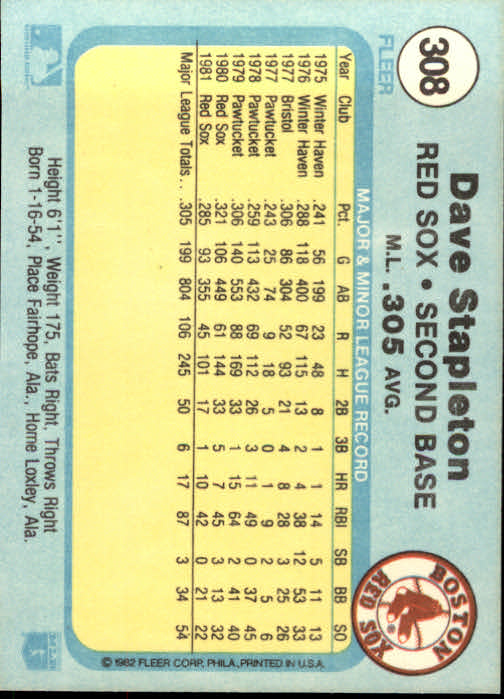 308
FLEER
Dave Stapleton
RED SOX • SECOND BASE
M.L. .305 AVG.
BOSTON
RED SOX
MAJOR & MINOR LEAGUE RECORD
Year Club Pct. G AB R H 2B 3B HR RBI SB BB SO
1975 Winter Haven .241 56 199 23 48 8 1 1 14 5 11 13
1976 Winter Haven .288 118 400 67 115 13 2 4 38 12 53 33
1977 Bristol .306 86 304 52 93 21 4 8 28 3 25 26
1977 Pawtucket .243 25 74 9 18 5 0 1 9 2 5 6
1978 Pawtucket .259 113 432 69 112 26 3 11 49 0 37 45
1979 Pawtucket .306 140 553 88 169 33 1 15 64 2 41 40
1980 Red Sox .321 106 449 61 144 33 5 7 45 3 13 32
1981 Red Sox .285 93 355 45 101 17 1 10 42 0 21 22
Major League Totals . . .305 199 804 106 245 50 6 17 87 3 34 54
© 1982 FLEER CORP. PHILA., PRINTED IN U.S.A.
Height 6'1'', Weight 175, Bats Right, Throws Right
Born 1-16-54, Place Fairhope, Ala., Home Loxley, Ala.